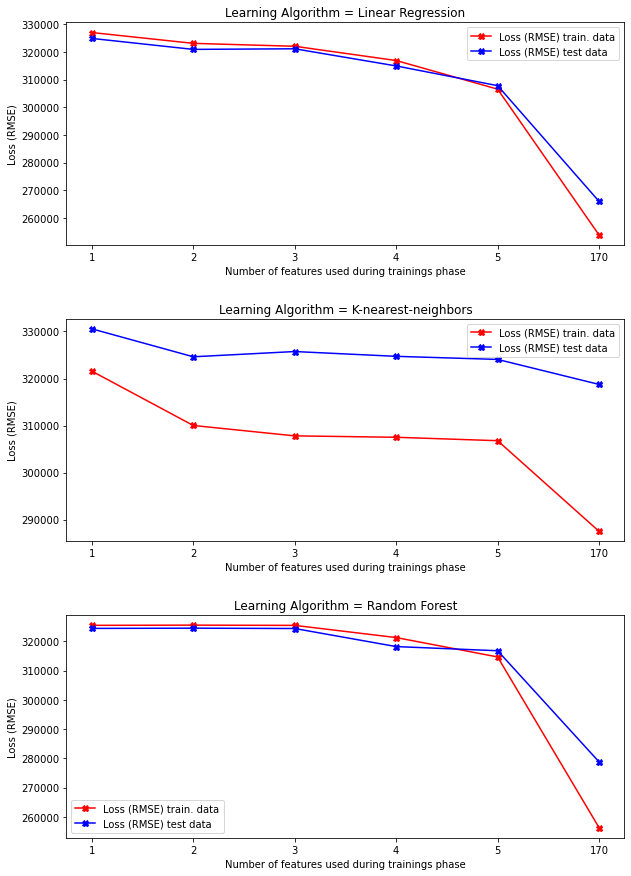 Learning Algorithm = Linear Regression
330000
320000
310000
300000
290000
280000
270000
260000
Loss (RMSE)
Loss (RMSE) train. data
Loss (RMSE) test data
1 2 3 4 5 170
Number of features used during trainings phase
Learning Algorithm = K-nearest-neighbors
330000
320000
310000
300000
290000
Loss (RMSE)
Loss (RMSE) train. data
Loss (RMSE) test data
1 2 3 4 5 170
Number of features used during trainings phase
Learning Algorithm = Random Forest
320000
310000
300000
290000
280000
270000
260000
Loss (RMSE)
Loss (RMSE) train. data
Loss (RMSE) test data
1 2 3 4 5 170
Number of features used during trainings phase